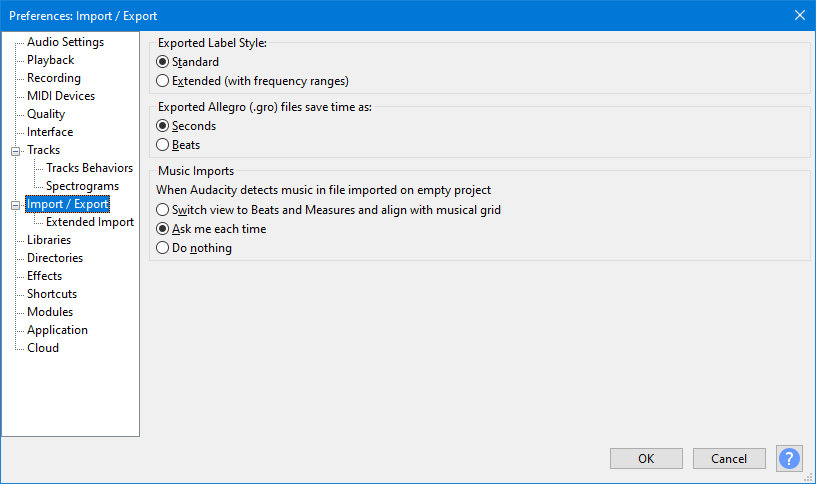 Preferences: Import / Export
Audio Settings
Playback
Recording
MIDI Devices
Quality
Interface
Tracks
Tracks Behaviors
Spectrograms
Import / Export
Extended Import
Libraries
Directories
Effects
Shortcuts
Modules
Application
Cloud
Exported Label Style:
Standard
Extended (with frequency ranges)
Exported Allegro (.gro) files save time as:
Seconds
Beats
Music Imports
When Audacity detects music in file imported on empty project
Switch view to Beats and Measures and align with musical grid
Ask me each time
Do nothing
OK
Cancel
?